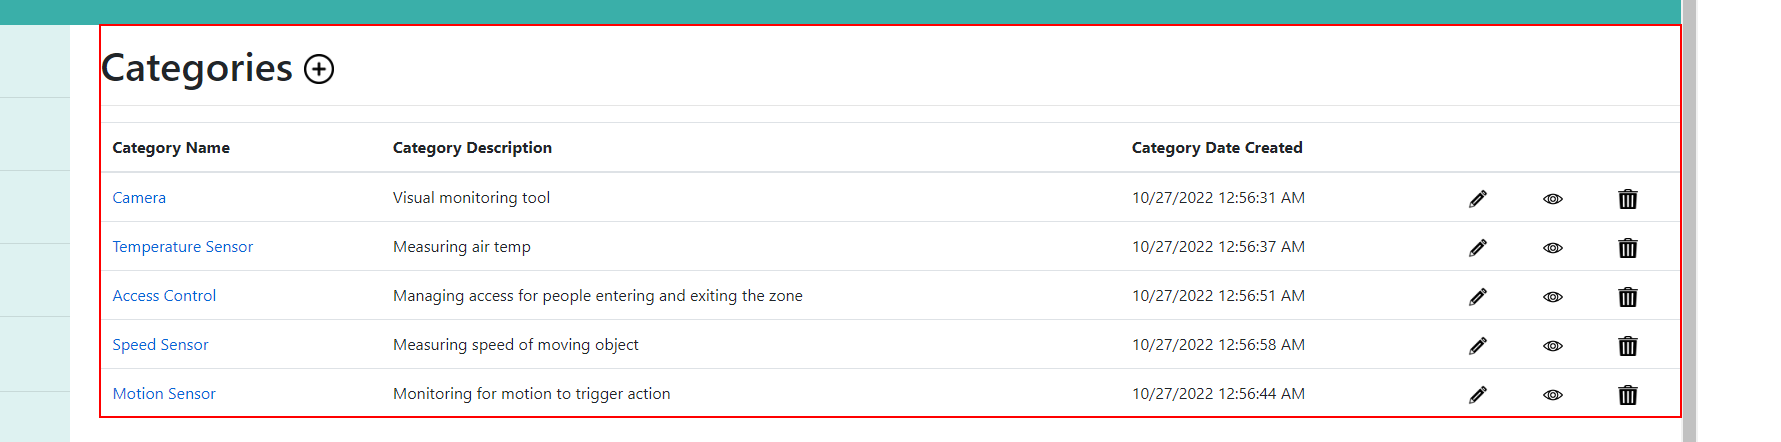 Categories
Category Name Category Description Category Date Created
Camera Visual monitoring tool 10/27/2022 12:56:31 AM
Temperature Sensor Measuring air temp 10/27/2022 12:56:37 AM
Access Control Managing access for people entering and exiting the zone 10/27/2022 12:56:51 AM
Speed Sensor Measuring speed of moving object 10/27/2022 12:56:58 AM
Motion Sensor Monitoring for motion to trigger action 10/27/2022 12:56:44 AM